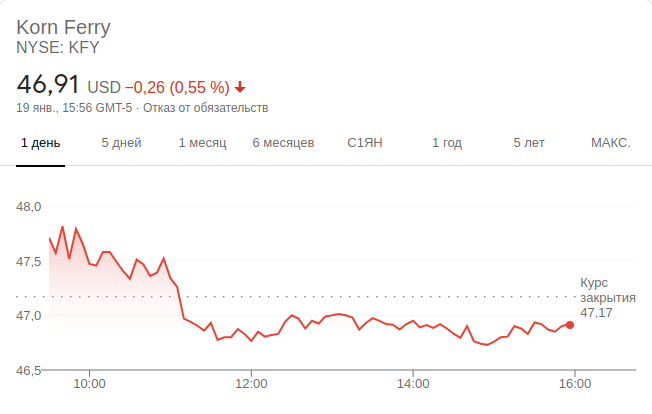 Korn Ferry
NYSE: KFY
46,91 USD −0,26 (0,55 %)
19 янв., 15:56 GMT-5 · Отказ от обязательств
1 день 5 дней 1 месяц 6 месяцев С1ЯН 1 год 5 лет МАКС.
48,0
47,5
Курс
закрытия
47,17
47,0
46,5
10:00 12:00 14:00 16:00